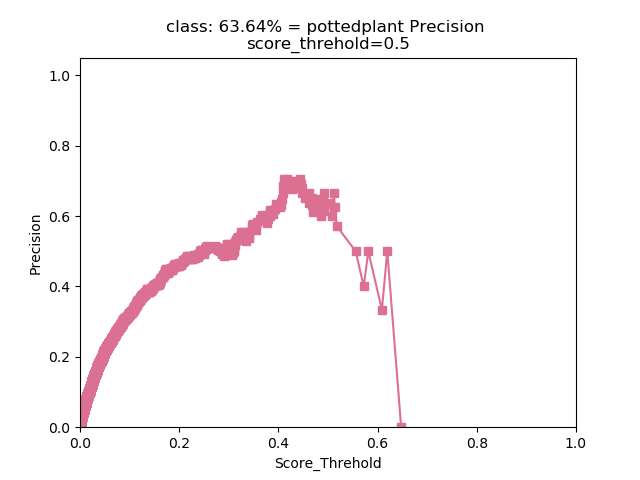 class: 63.64% = pottedplant Precision
score_threhold=0.5
1.0
0.8
0.6
0.4
0.2
0.0
Precision
0.0 0.2 0.4 0.6 0.8 1.0
Score_Threhold